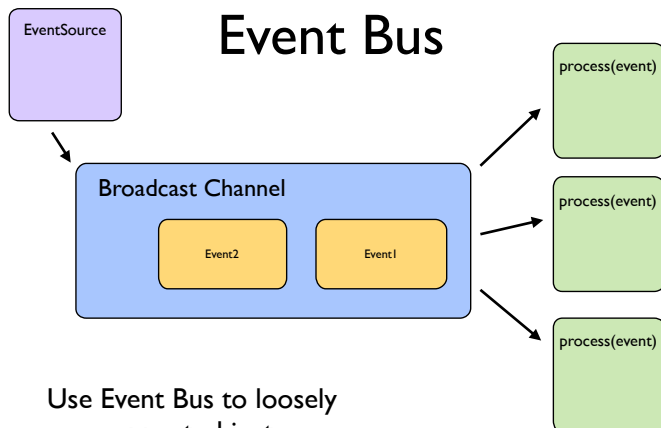 EventSource
Event Bus
process(event)
Broadcast Channel
process(event)
Event2
Event1
process(event)
Use Event Bus to loosely